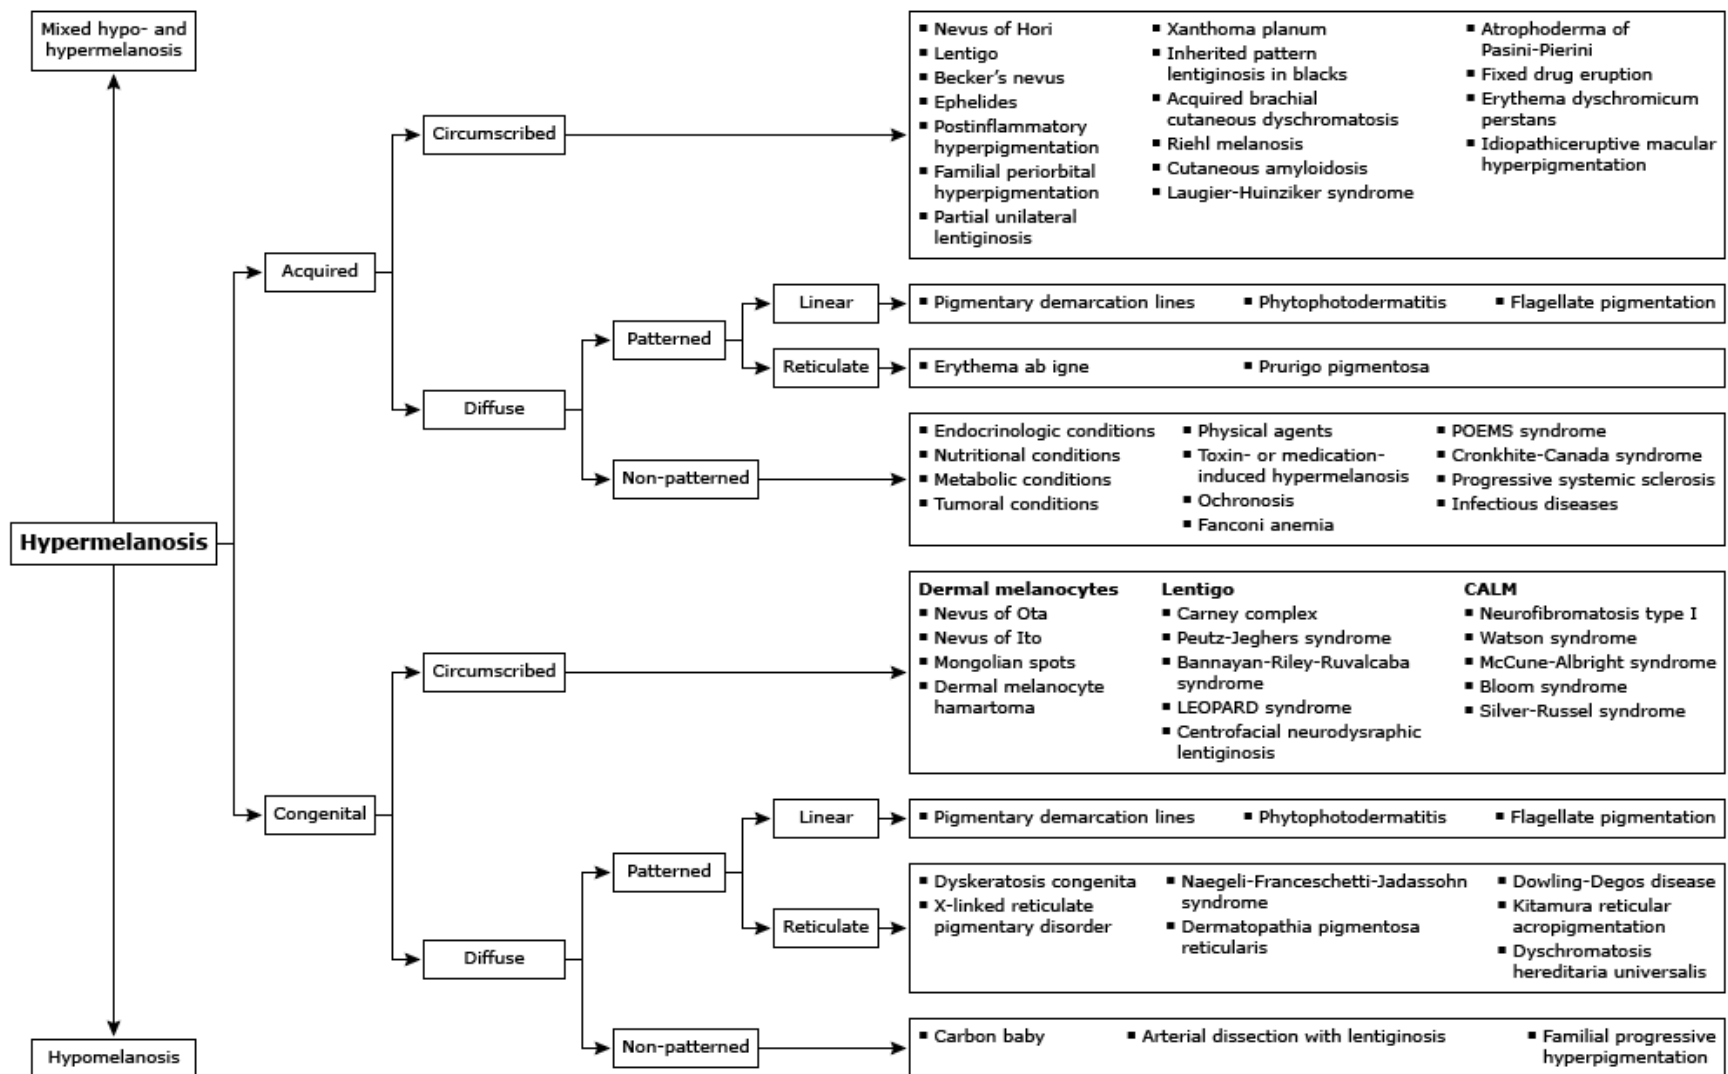 Mixed hypo- and
hypermelanosis
Hypermelanosis
Hypomelanosis
Acquired
Circumscribed
▪ Nevus of Hori
▪ Lentigo
▪ Becker's nevus
▪ Ephelides
▪ Postinflammatory
hyperpigmentation
▪ Familial periorbital
hyperpigmentation
▪ Partial unilateral
lentiginosis
▪ Xanthoma planum
▪ Inherited pattern
lentiginosis in blacks
▪ Acquired brachial
cutaneous dyschromatosis
▪ Riehl melanosis
▪ Cutaneous amyloidosis
▪ Laugier-Huinziker syndrome
▪ Atrophoderma of
Pasini-Pierini
▪ Fixed drug eruption
▪ Erythema dyschromicum
perstans
▪ Idiopathiceruptive macular
hyperpigmentation
Diffuse
Patterned
Linear
▪ Pigmentary demarcation lines
▪ Phytophotodermatitis
▪ Flagellate pigmentation
Reticulate
▪ Erythema ab igne
▪ Prurigo pigmentosa
Non-patterned
▪ Endocrinologic conditions
▪ Nutritional conditions
▪ Metabolic conditions
▪ Tumoral conditions
▪ Physical agents
▪ Toxin- or medication-
induced hypermelanosis
▪ Ochronosis
▪ Fanconi anemia
▪ POEMS syndrome
▪ Cronkhite-Canada syndrome
▪ Progressive systemic sclerosis
▪ Infectious diseases
Congenital
Circumscribed
Dermal melanocytes
▪ Nevus of Ota
▪ Nevus of Ito
▪ Mongolian spots
▪ Dermal melanocyte
hamartoma
Lentigo
▪ Carney complex
▪ Peutz-Jeghers syndrome
▪ Bannayan-Riley-Ruvalcaba
syndrome
▪ LEOPARD syndrome
▪ Centrofacial neurodysraphic
lentiginosis
CALM
▪ Neurofibromatosis type I
▪ Watson syndrome
▪ McCune-Albright syndrome
▪ Bloom syndrome
▪ Silver-Russel syndrome
Diffuse
Patterned
Linear
▪ Pigmentary demarcation lines
▪ Phytophotodermatitis
▪ Flagellate pigmentation
Reticulate
▪ Dyskeratosis congenita
▪ X-linked reticulate
pigmentary disorder
▪ Naegeli-Franceschetti-Jadassohn
syndrome
▪ Dermatopathia pigmentosa
reticularis
▪ Dowling-Degos disease
▪ Kitamura reticular
acropigmentation
▪ Dyschromatosis
hereditaria universalis
Non-patterned
▪ Carbon baby
▪ Arterial dissection with lentiginosis
▪ Familial progressive
hyperpigmentation